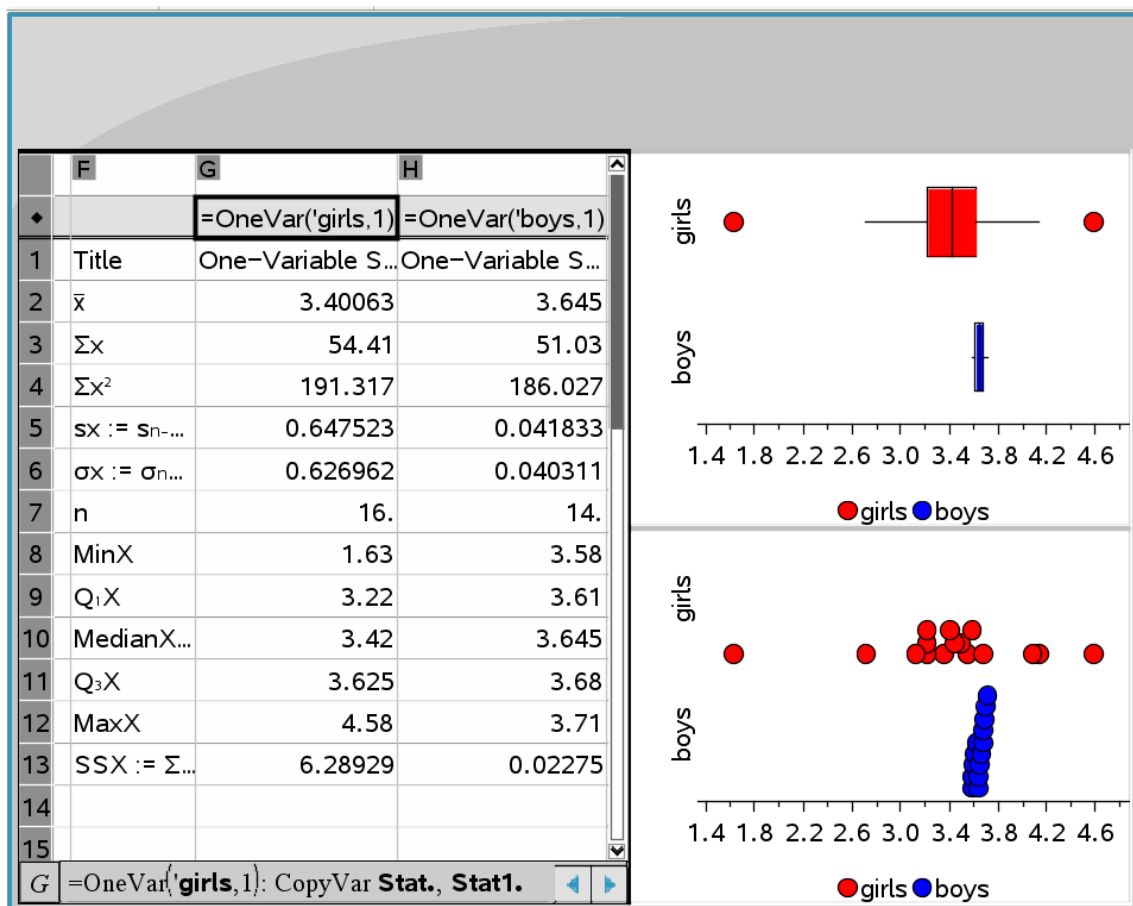 F G H
◆ =OneVar('girls,1) =OneVar('boys,1)
1 Title One−Variable S... One−Variable S...
2 x̄ 3.40063 3.645
3 Σx 54.41 51.03
4 Σx² 191.317 186.027
5 sx := sn-... 0.647523 0.041833
6 σx := σn... 0.626962 0.040311
7 n 16. 14.
8 MinX 1.63 3.58
9 Q₁X 3.22 3.61
10 MedianX... 3.42 3.645
11 Q₃X 3.625 3.68
12 MaxX 4.58 3.71
13 SSX := Σ... 6.28929 0.02275
14
15
G =OneVar('girls,1): CopyVar Stat., Stat1.
girls
boys
1.4 1.8 2.2 2.6 3.0 3.4 3.8 4.2 4.6
girls boys
girls
boys
1.4 1.8 2.2 2.6 3.0 3.4 3.8 4.2 4.6
girls boys